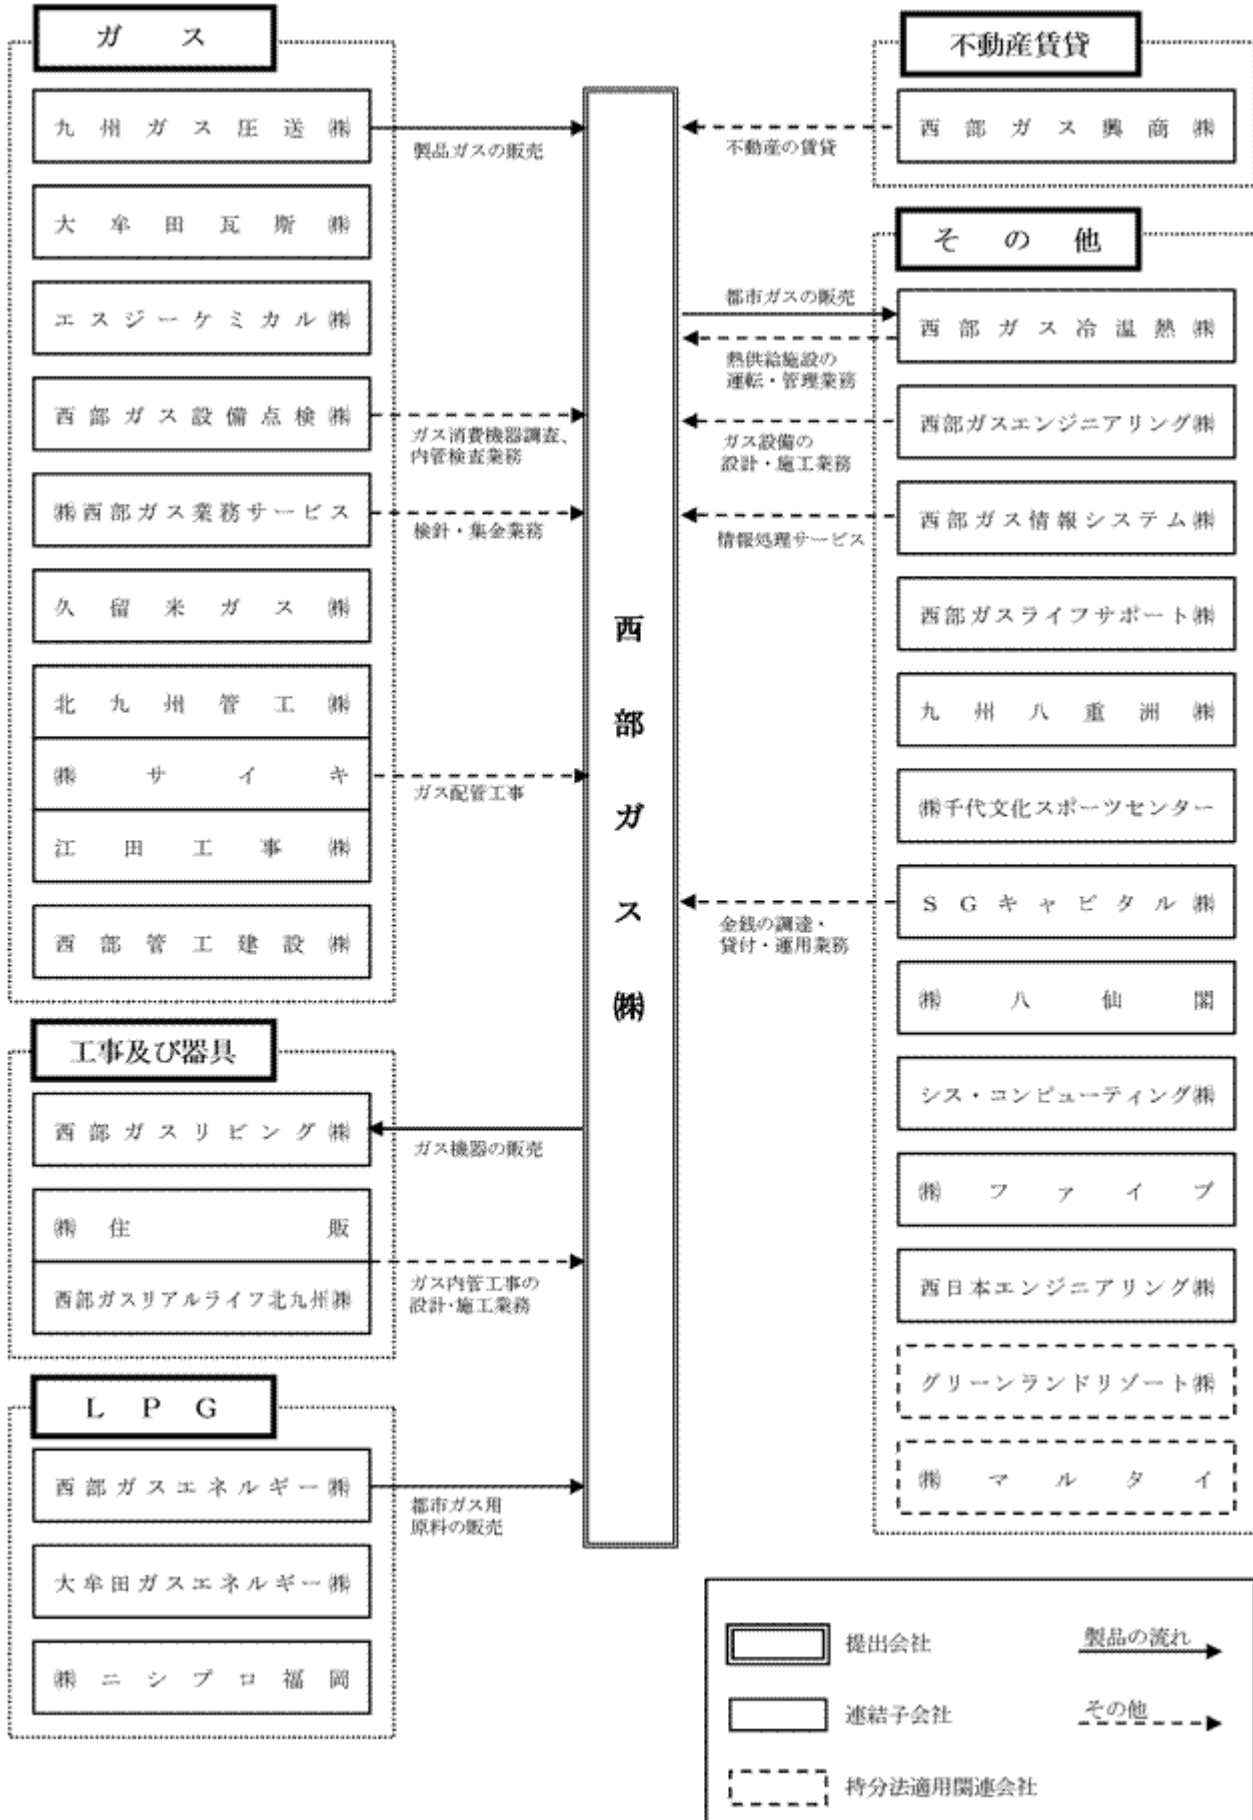 ガス
九州ガス圧送㈱
製品ガスの販売
大牟田瓦斯㈱
エスジーケミカル㈱
西部ガス設備点検㈱
ガス消費機器調査、
内管検査業務
㈱西部ガス業務サービス
検針・集金業務
久留米ガス㈱
北九州管工㈱
㈱サイキ
ガス配管工事
江田工事㈱
西部管工建設㈱
工事及び器具
西部ガスリビング㈱
ガス機器の販売
㈱住販
西部ガスリアルライフ北九州㈱
ガス内管工事の
設計・施工業務
LPG
西部ガスエネルギー㈱
都市ガス用
原料の販売
大牟田ガスエネルギー㈱
㈱ニシプロ福岡
西部ガス㈱
不動産賃貸
西部ガス興商㈱
不動産の賃貸
その他
都市ガスの販売
西部ガス冷温熱㈱
熱供給施設の
運転・管理業務
西部ガスエンジニアリング㈱
ガス設備の
設計・施工業務
西部ガス情報システム㈱
情報処理サービス
西部ガスライフサポート㈱
九州八重洲㈱
㈱千代文化スポーツセンター
SGキャピタル㈱
金銭の調達・
貸付・運用業務
㈱八仙閣
シス・コンピューティング㈱
㈱ファイブ
西日本エンジニアリング㈱
グリーンランドリゾート㈱
㈱マルタイ
提出会社
製品の流れ
連結子会社
その他
持分法適用関連会社